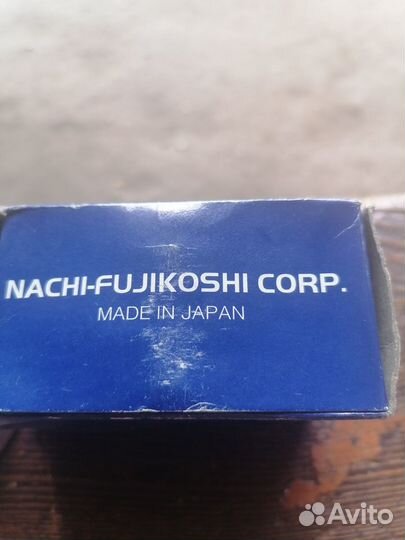 NACHI-FUJIKOSHI CORP.
MADE IN JAPAN
Avito